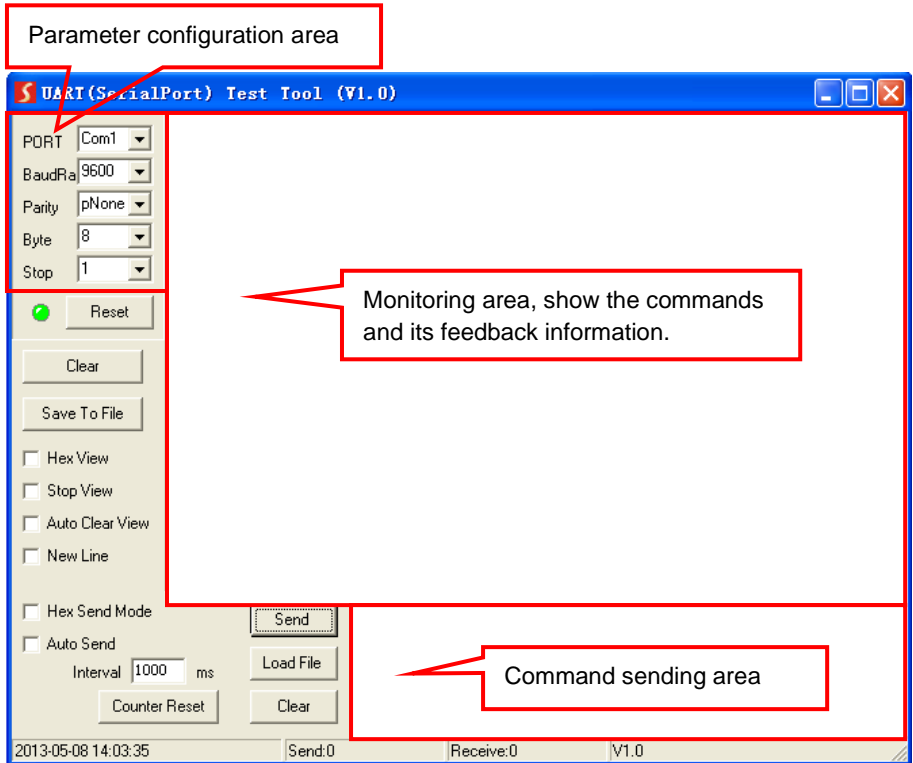 Parameter configuration area
UART(SerialPort) Test Tool (V1.0)
PORT Com1
BaudRa 9600
Parity pNone
Byte 8
Stop 1
Reset
Monitoring area, show the commands
and its feedback information.
Clear
Save To File
Hex View
Stop View
Auto Clear View
New Line
Hex Send Mode
Send
Auto Send
Interval 1000 ms
Load File
Command sending area
Counter Reset
Clear
2013-05-08 14:03:35 Send:0 Receive:0 V1.0